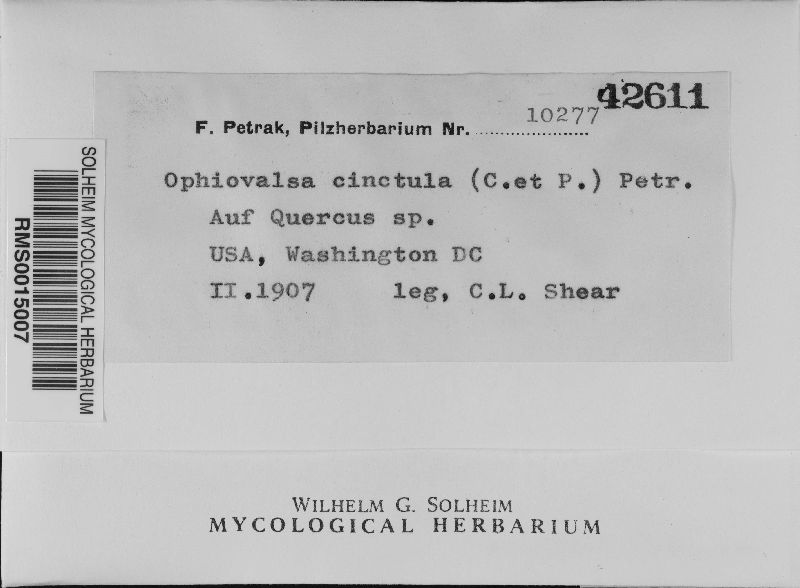 42611
F. Petrak, Pilzherbarium Nr. 10277
Ophiovalsa cinctula (C.et P.) Petr.
Auf Quercus sp.
USA, Washington DC
II.1907 leg, C.L. Shear
SOLHEIM MYCOLOGICAL HERBARIUM
RMS0015007
WILHELM G. SOLHEIM
MYCOLOGICAL HERBARIUM